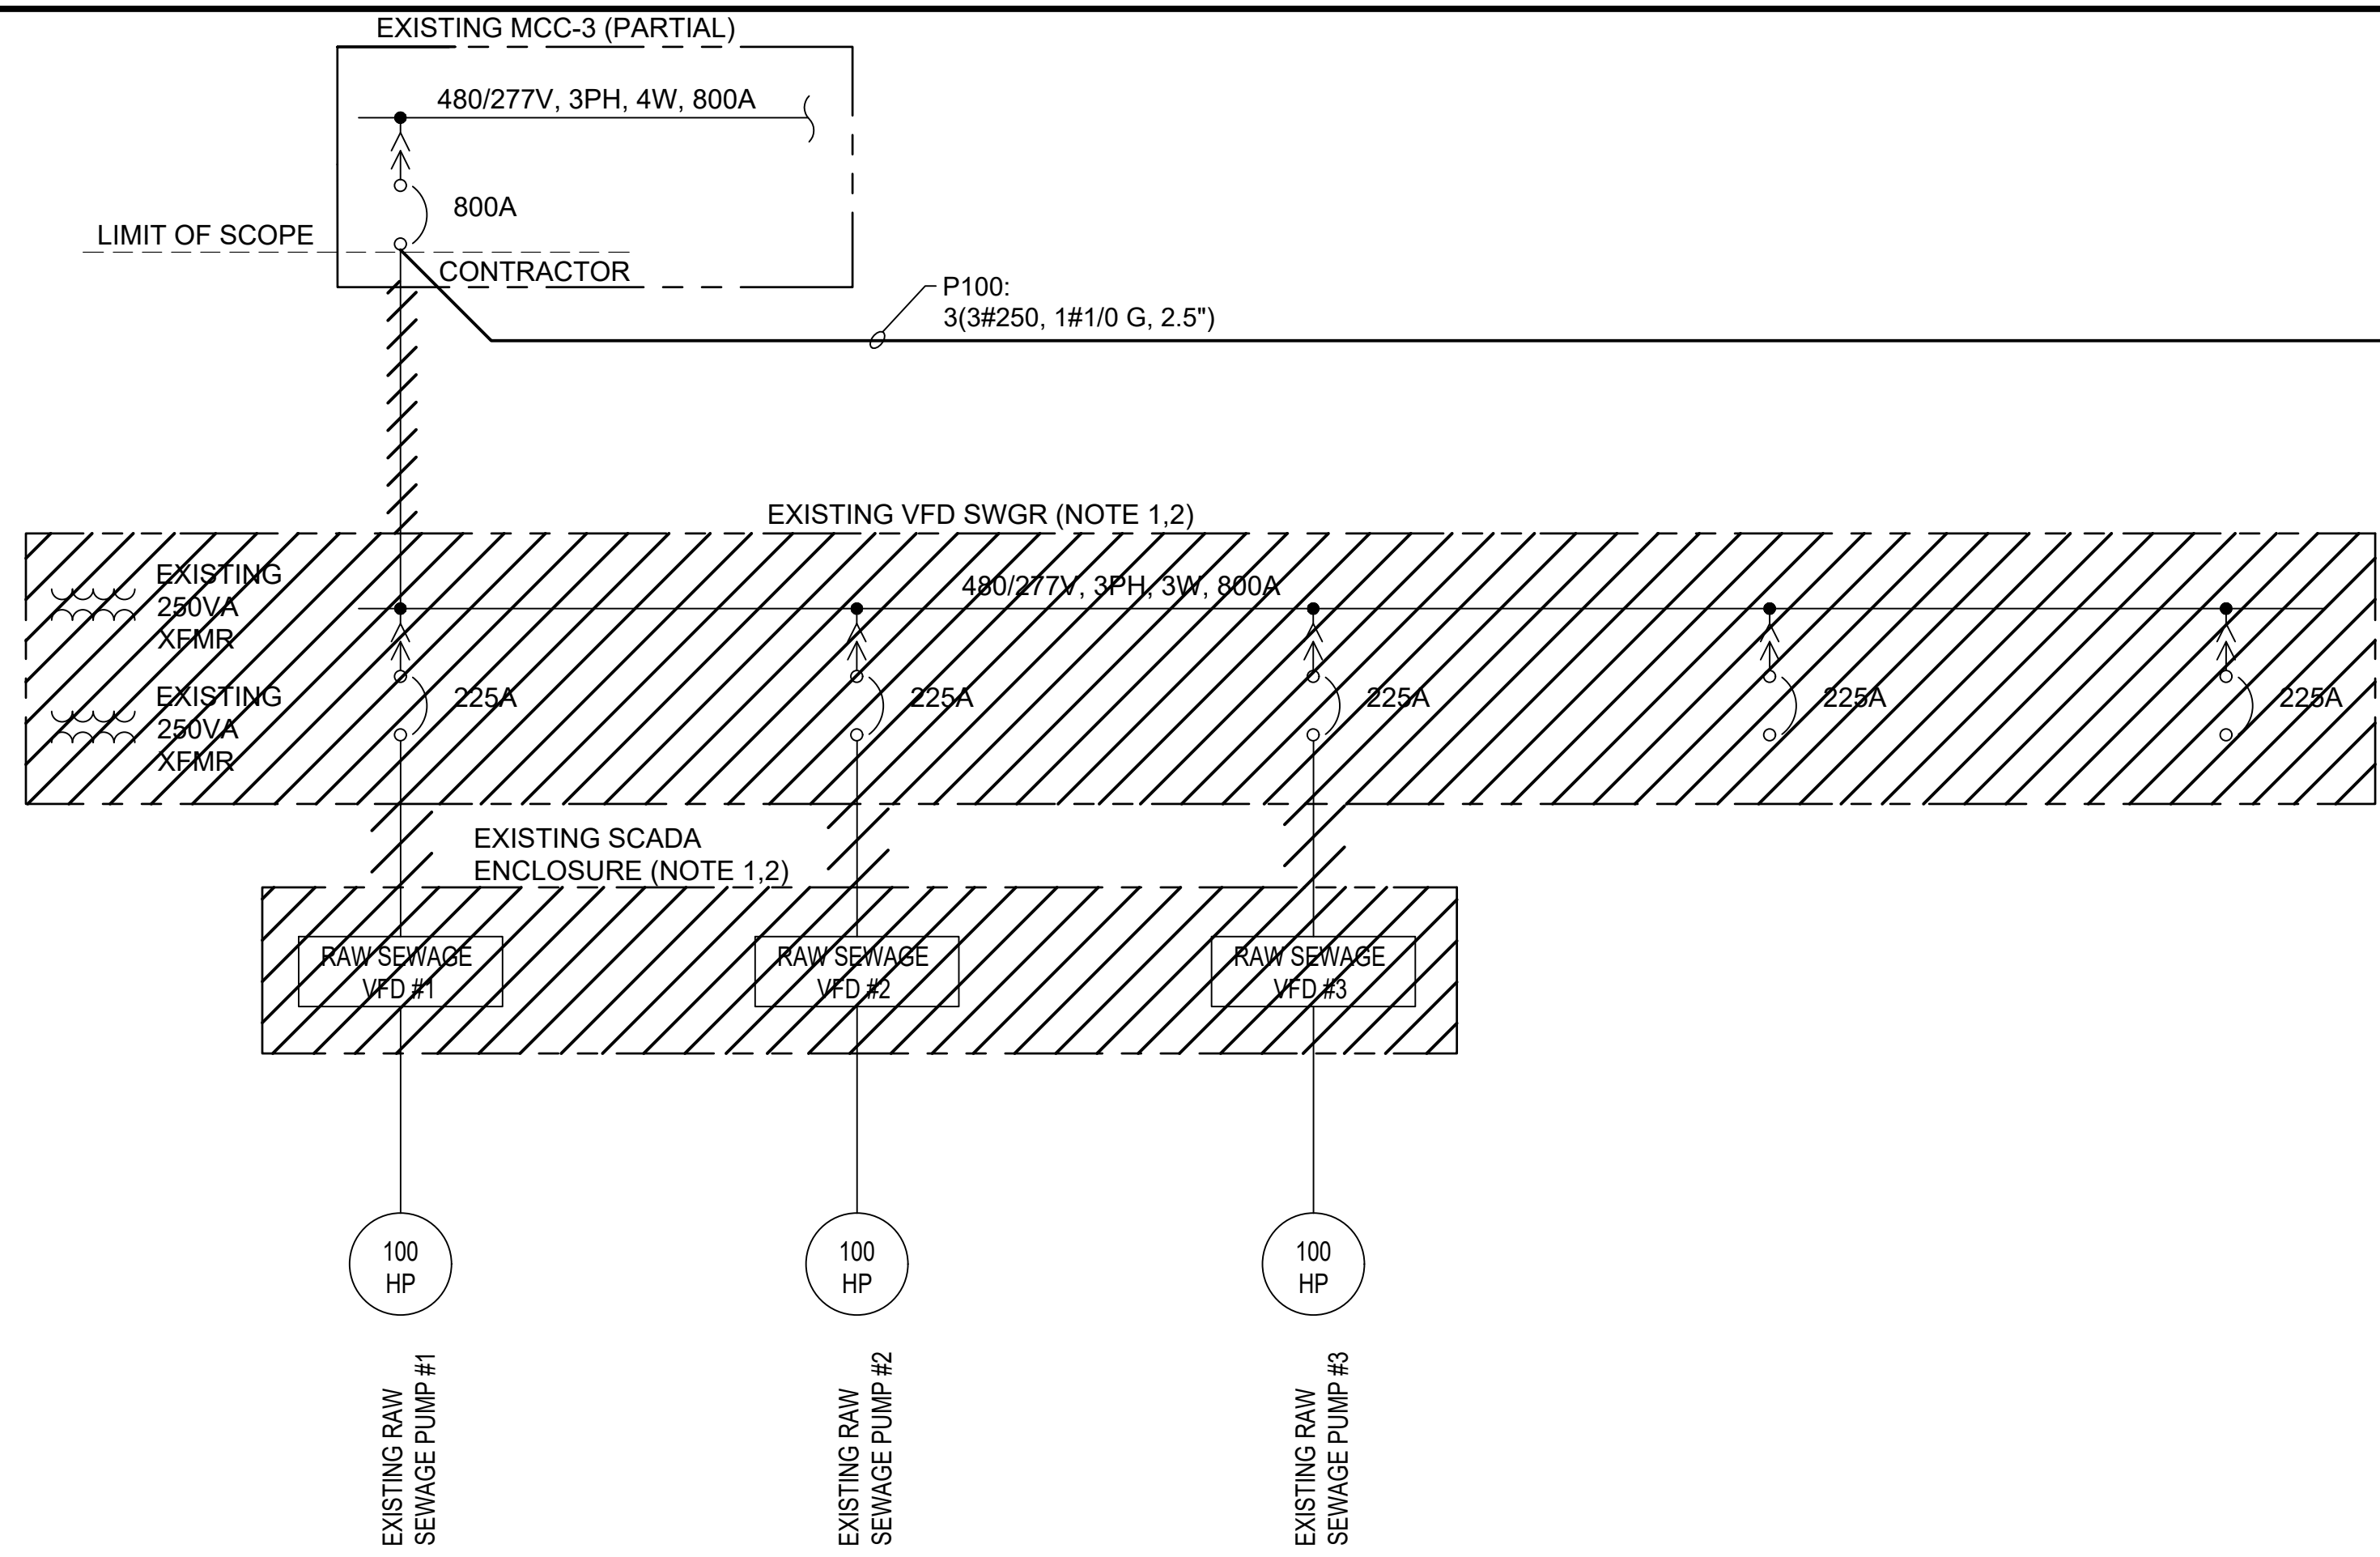 EXISTING MCC-3 (PARTIAL)
480/277V, 3PH, 4W, 800A
800A
LIMIT OF SCOPE
CONTRACTOR
P100:
3(3#250, 1#1/0 G, 2.5")
EXISTING VFD SWGR (NOTE 1,2)
EXISTING
250VA
XFMR
480/277V, 3PH, 3W, 800A
EXISTING
250VA
XFMR
225A
225A
225A
225A
225A
EXISTING SCADA
ENCLOSURE (NOTE 1,2)
RAW SEWAGE
VFD #1
RAW SEWAGE
VFD #2
RAW SEWAGE
VFD #3
100
HP
100
HP
100
HP
EXISTING RAW
SEWAGE PUMP #1
EXISTING RAW
SEWAGE PUMP #2
EXISTING RAW
SEWAGE PUMP #3